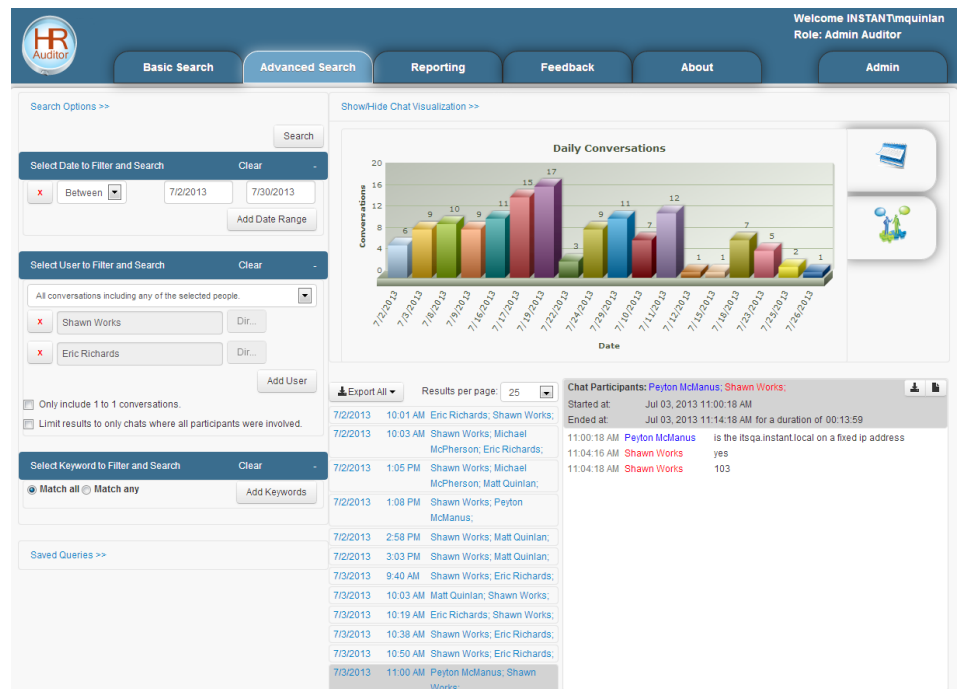 Welcome INSTANT\mquinlan
Role: Admin Auditor
HR
Auditor
Basic Search
Advanced Search
Reporting
Feedback
About
Admin
Search Options >>
Search
Select Date to Filter and Search Clear -
x Between 7/2/2013 7/30/2013
Add Date Range
Select User to Filter and Search Clear -
All conversations including any of the selected people.
x Shawn Works Dir...
x Eric Richards Dir...
Add User
Only include 1 to 1 conversations.
Limit results to only chats where all participants were involved.
Select Keyword to Filter and Search Clear -
Match all Match any Add Keywords
Saved Queries >>
Show/Hide Chat Visualization >>
Daily Conversations
Conversations
20
16
12
8
4
0
6 9 10 9 11 15 17 3 9 11 7 12 1 1 7 5 2 1
7/2/2013 7/3/2013 7/8/2013 7/9/2013 7/16/2013 7/17/2013 7/19/2013 7/22/2013 7/24/2013 7/29/2013 7/10/2013 7/11/2013 7/12/2013 7/15/2013 7/18/2013 7/23/2013 7/25/2013 7/26/2013
Date
Export All Results per page: 25
7/2/2013 10:01 AM Eric Richards; Shawn Works;
7/2/2013 10:03 AM Shawn Works; Michael
McPherson; Eric Richards;
7/2/2013 1:05 PM Shawn Works; Michael
McPherson; Matt Quinlan;
7/2/2013 1:08 PM Shawn Works; Peyton
McManus;
7/2/2013 2:58 PM Shawn Works; Matt Quinlan;
7/2/2013 3:03 PM Shawn Works; Matt Quinlan;
7/3/2013 9:40 AM Shawn Works; Eric Richards;
7/3/2013 10:03 AM Matt Quinlan; Shawn Works;
7/3/2013 10:19 AM Eric Richards; Shawn Works;
7/3/2013 10:38 AM Shawn Works; Eric Richards;
7/3/2013 10:50 AM Shawn Works; Eric Richards;
7/3/2013 11:00 AM Peyton McManus; Shawn
Works;
Chat Participants: Peyton McManus; Shawn Works;
Started at: Jul 03, 2013 11:00:18 AM
Ended at: Jul 03, 2013 11:14:18 AM for a duration of 00:13:59
11:00:18 AM Peyton McManus is the itsqa.instant.local on a fixed ip address
11:04:16 AM Shawn Works yes
11:04:18 AM Shawn Works 103